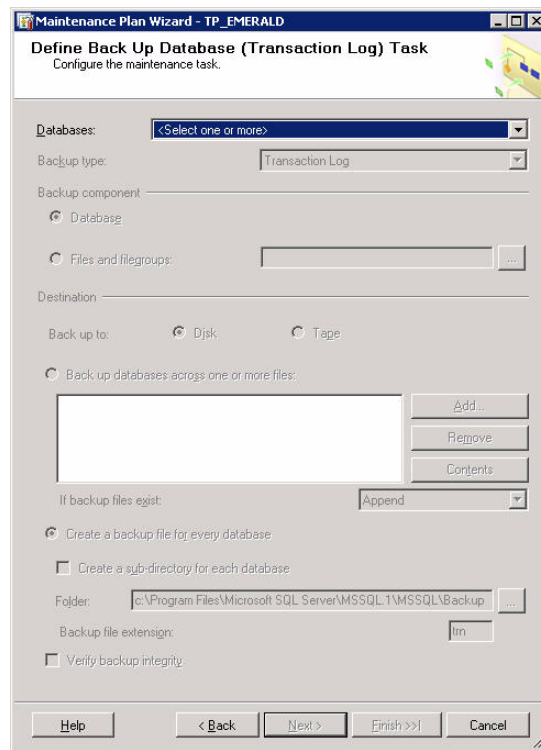 Maintenance Plan Wizard - TP_EMERALD
Define Back Up Database (Transaction Log) Task
Configure the maintenance task.
Databases: <Select one or more>
Backup type: Transaction Log
Backup component
Database
Files and filegroups: ...
Destination
Back up to: Disk Tape
Back up databases across one or more files:
Add...
Remove
Contents
If backup files exist: Append
Create a backup file for every database
Create a sub-directory for each database
Folder: c:\Program Files\Microsoft SQL Server\MSSQL.1\MSSQL\Backup ...
Backup file extension: trn
Verify backup integrity
Help < Back Next > Finish >>| Cancel